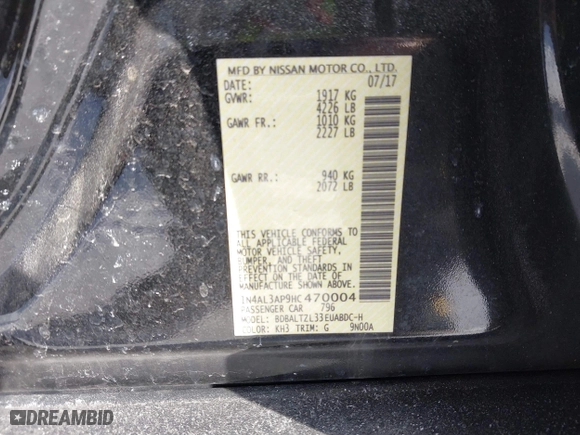 MFD BY NISSAN MOTOR CO., LTD.
DATE: 07/17
GVWR: 1917 KG
4226 LB
GAWR FR.: 1010 KG
2227 LB
GAWR RR.: 940 KG
2072 LB
THIS VEHICLE CONFORMS TO
ALL APPLICABLE FEDERAL
MOTOR VEHICLE SAFETY,
BUMPER, AND THEFT
PREVENTION STANDARDS IN
EFFECT ON THE DATE OF
MANUFACTURE SHOWN ABOVE.
1N4AL3AP9HC470004
PASSENGER CAR 796
MODEL: BDBALTZL33EUABDC-H
COLOR: KH3 TRIM: G 9N00A
DREAMBID